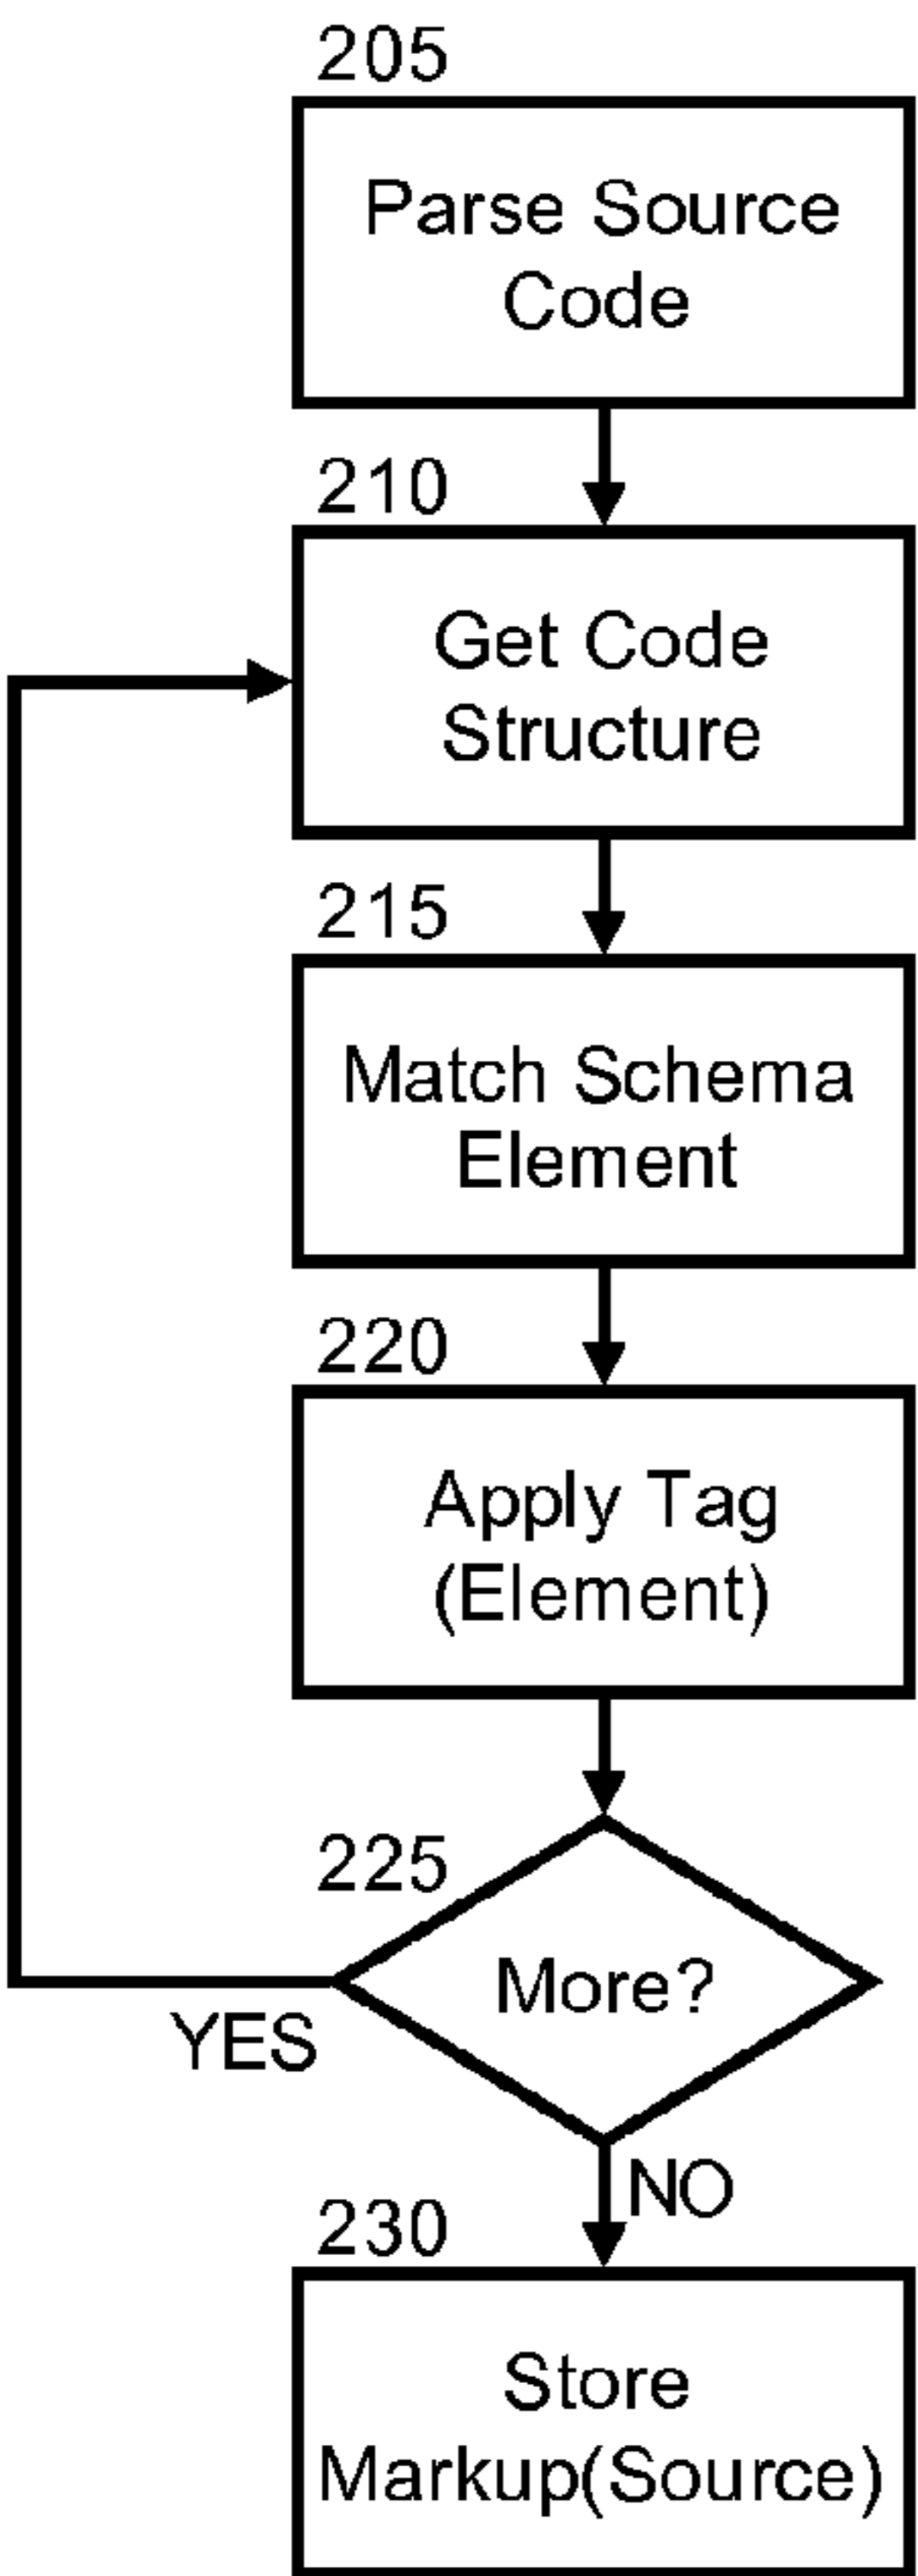 205
Parse Source
Code
210
Get Code
Structure
215
Match Schema
Element
220
Apply Tag
(Element)
225
More?
YES
NO
230
Store
Markup(Source)